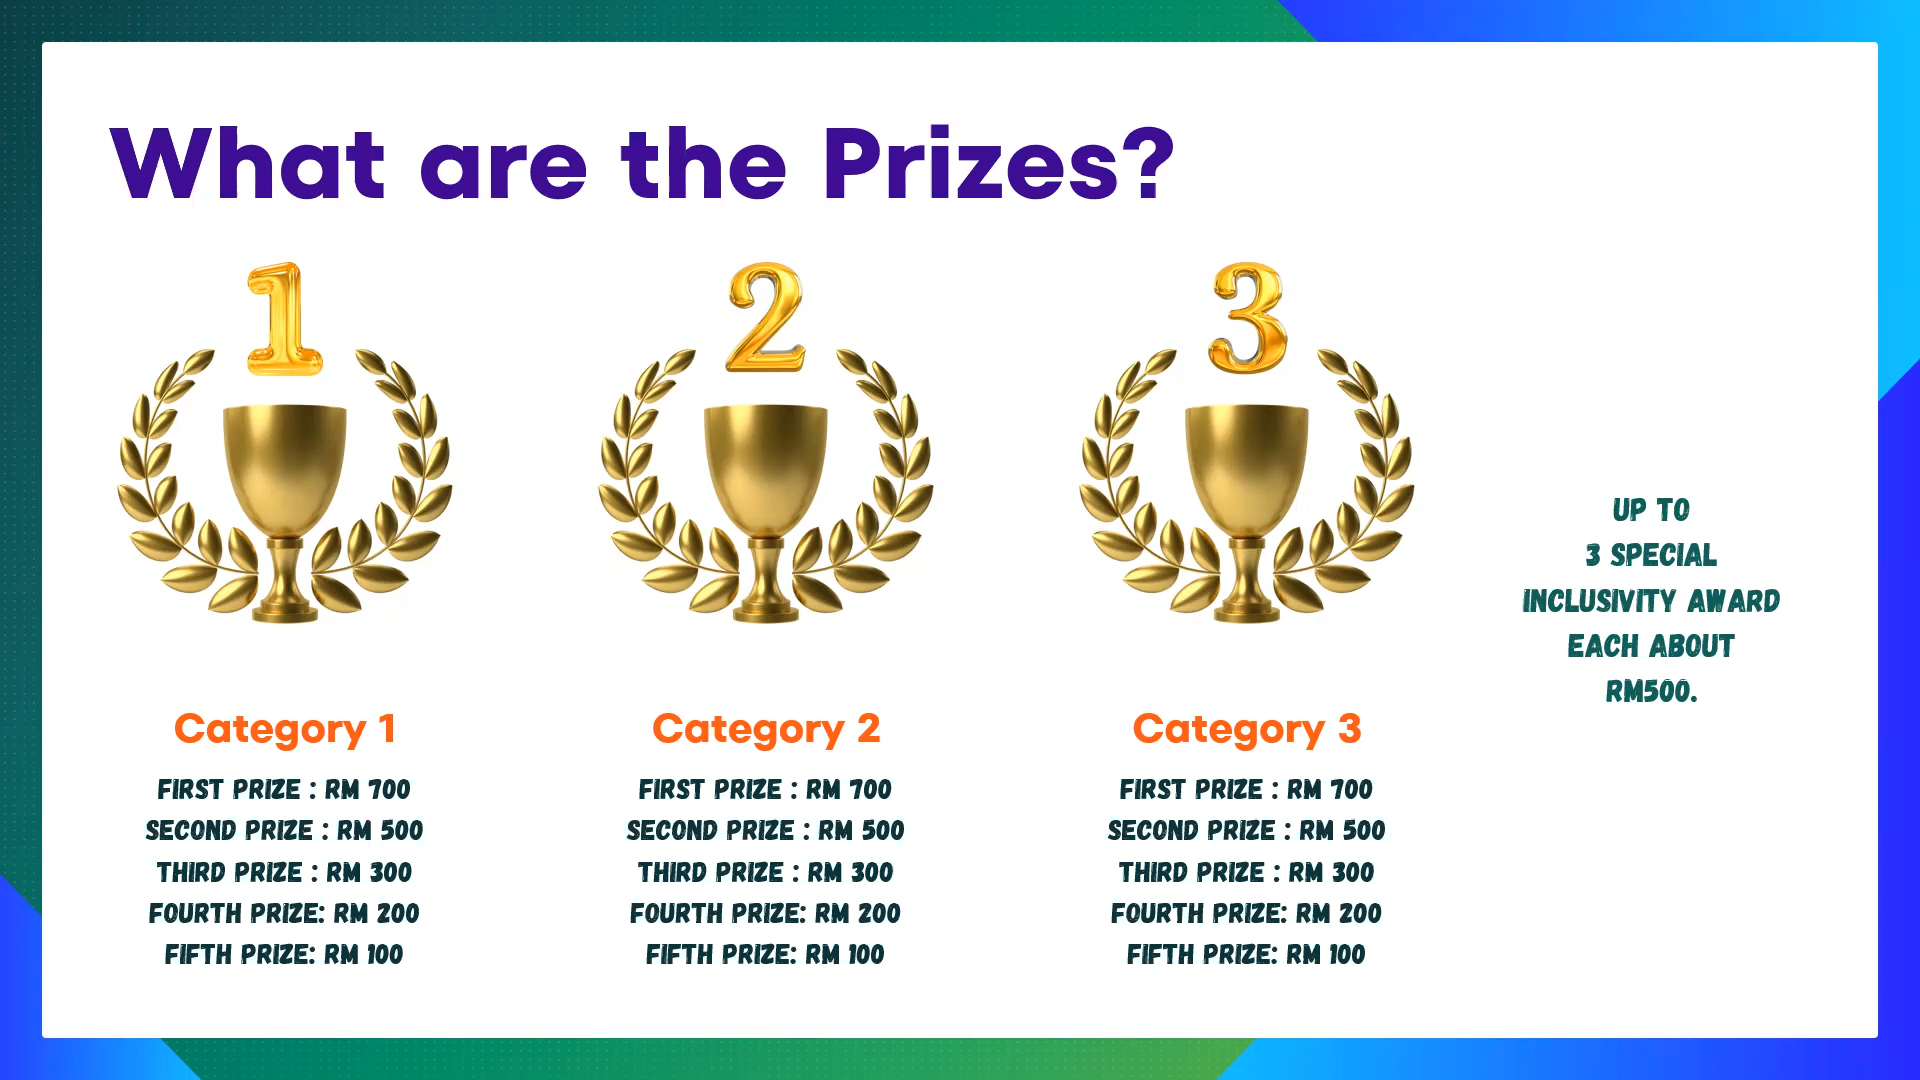 What are the Prizes?
1
2
3
Category 1
FIRST PRIZE : RM 700
SECOND PRIZE : RM 500
THIRD PRIZE : RM 300
FOURTH PRIZE: RM 200
FIFTH PRIZE: RM 100
Category 2
FIRST PRIZE : RM 700
SECOND PRIZE : RM 500
THIRD PRIZE : RM 300
FOURTH PRIZE: RM 200
FIFTH PRIZE: RM 100
Category 3
FIRST PRIZE : RM 700
SECOND PRIZE : RM 500
THIRD PRIZE : RM 300
FOURTH PRIZE: RM 200
FIFTH PRIZE: RM 100
UP TO
3 SPECIAL
INCLUSIVITY AWARD
EACH ABOUT
RM500.